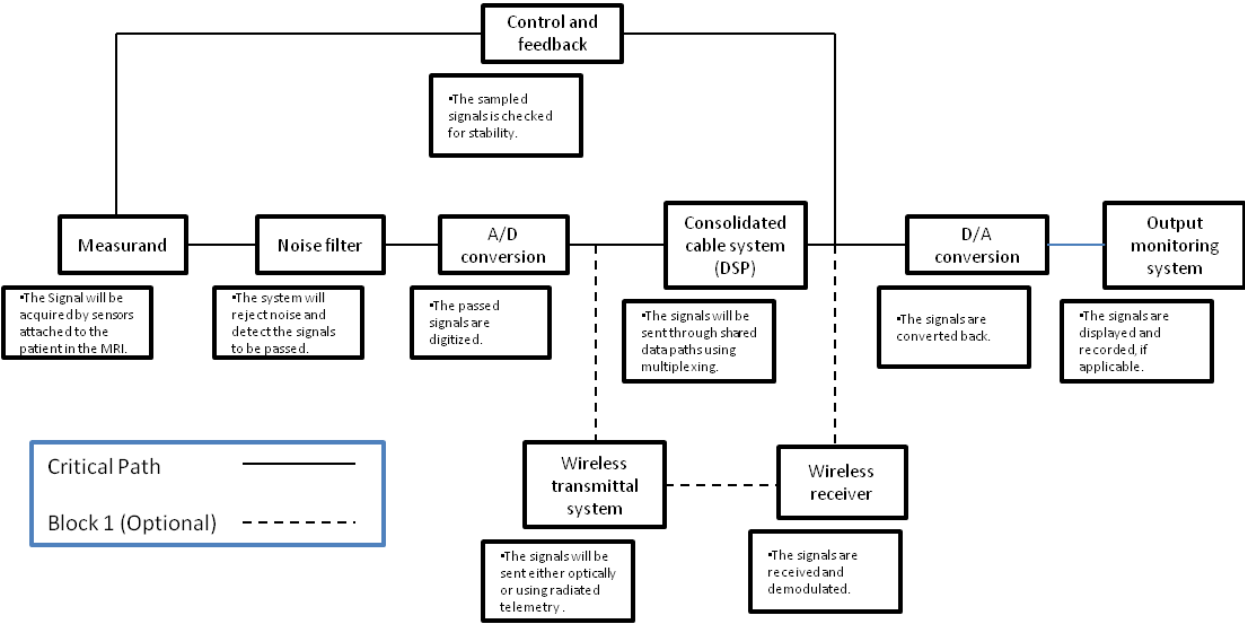 Control and
feedback
▪The sampled
signals is checked
for stability.
Measurand
Noise filter
A/D
conversion
Consolidated
cable system
(DSP)
D/A
conversion
Output
monitoring
system
▪The Signal will be
acquired by sensors
attached to the
patient in the MRI.
▪The system will
reject noise and
detect the signals
to be passed.
▪The passed
signals are
digitized.
▪The signals will be
sent through shared
data paths using
multiplexing.
▪The signals are
converted back.
▪The signals are
displayed and
recorded, if
applicable.
Critical Path
Block 1 (Optional)
Wireless
transmittal
system
Wireless
receiver
▪The signals will be
sent either optically
or using radiated
telemetry .
▪The signals are
received and
demodulated.